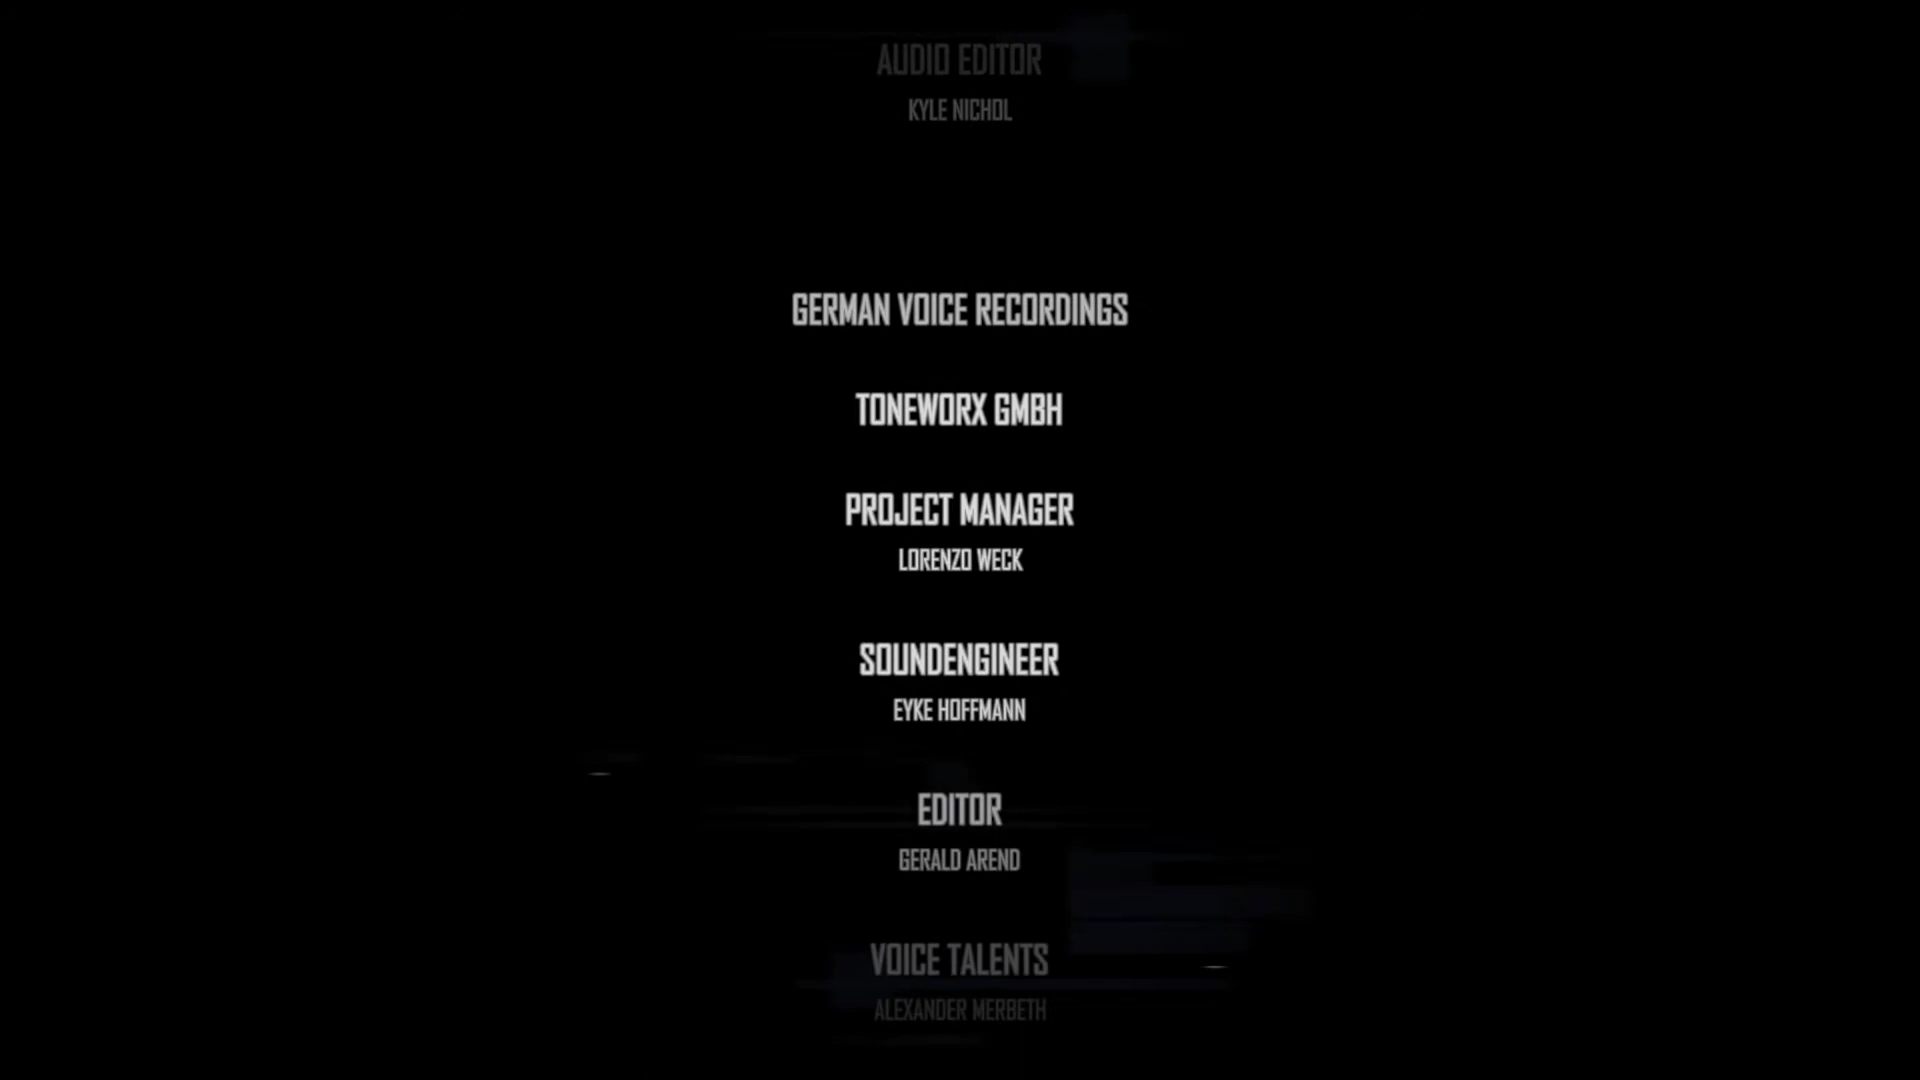 AUDIO EDITOR
KYLE NICHOL
GERMAN VOICE RECORDINGS
TONEWORX GMBH
PROJECT MANAGER
LORENZO WECK
SOUNDENGINEER
EYKE HOFFMANN
EDITOR
GERALD AREND
VOICE TALENTS
ALEXANDER MERBETH